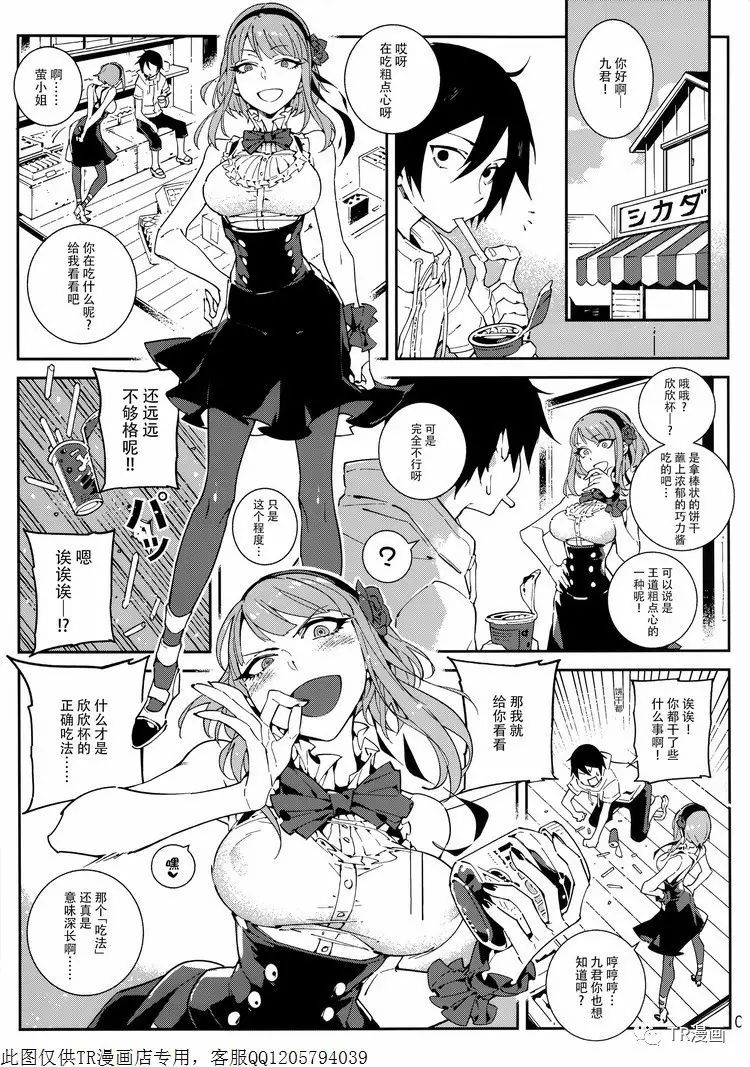 你好啊—
九君！
シカダ
哎呀
在吃粗点心呀
啊……
萤小姐
你在吃什么呢？
给我看看吧
哦哦？
欣欣杯
…！？
是拿棒状的饼干
蘸上浓郁的巧力酱
吃的吧…
可以说是
王道粗点心的
一种呢！
可是
完全不行呀
？
只是
这个程度…
还远远
不够格呢!!
パッ
嗯
诶诶诶
—!?
诶诶！
你都干了些
什么事啊！
饼干都
那我就
给你看看
什么才是
欣欣杯的
正确吃法……
嘿
♥
哼哼哼…
九君你也想
知道吧？
那个「吃法」
还真是
意味深长啊……
C
TR漫画
此图仅供TR漫画店专用，客服QQ1205794039